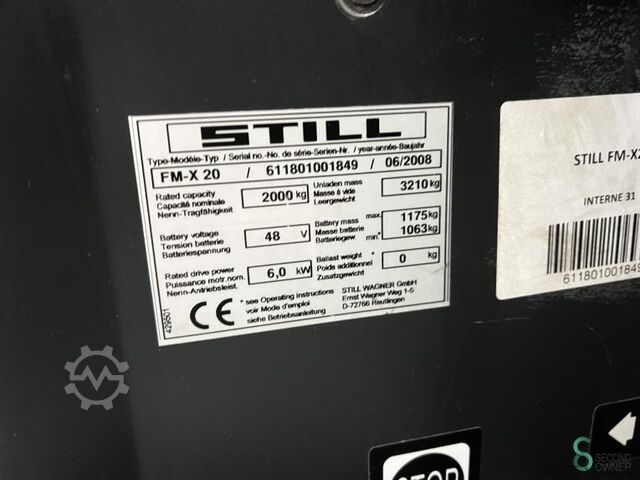 STILL
Type-Modèle-Typ / Serial no.-No. de série-Serien-Nr. / year-année-Baujahr
FM-X 20 / 611801001849 / 06/2008
Rated capacity
Capacité nominale
Nenn-Tragfähigkeit
2000 kg
Unladen mass
Masse à vide
Leergewicht
3210 kg
Battery voltage
Tension batterie
Batteriespannung
48 V
Battery mass max.
Masse batterie
Batteriegew. min.*
1175 kg
1063 kg
Rated drive power
Puissance motr. nom.
Nenn-Antriebsleist.
6,0 kW
Ballast weight *
Poids additionnel
Zusatzgewicht
0 kg
CE
* see Operating instructions
voir Mode d'emploi
siehe Betriebsanleitung
STILL WAGNER GmbH
Ernst Wagner Weg 1-5
D-72766 Reutlingen
429501
STILL FM-X2
INTERNE 31
611801001849
STOP
SECOND
OWNER